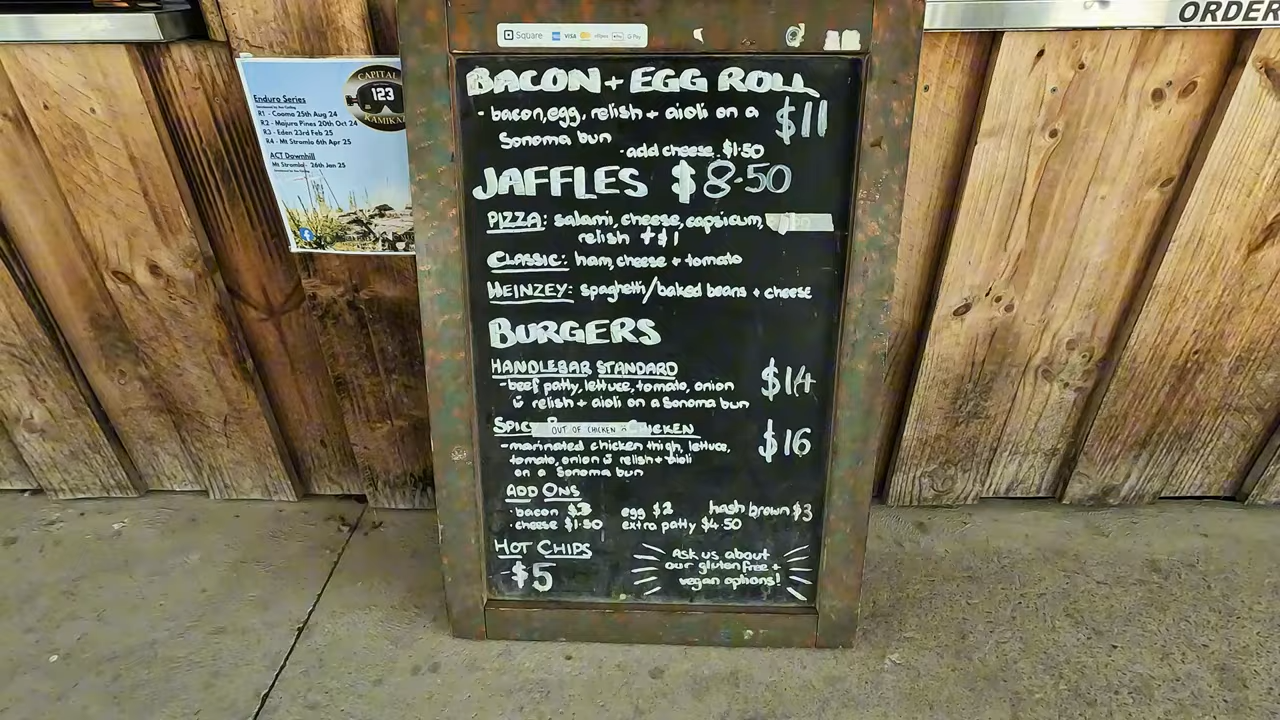 ORDER
Square VISA G Pay
CAPITAL
123
KAMIKAZ
Enduro Series
R1 - Cooma 25th Aug 24
R2 - Majura Pines 20th Oct 24
R3 - Eden 23rd Feb 25
R4 - Mt Stromlo 6th Apr 25
ACT Downhill
Mt Stromlo - 26th Jan 25
BACON + EGG ROLL
- bacon, egg, relish + aioli on a $11
Sonoma bun
- add cheese $1.50
JAFFLES $8.50
PIZZA: salami, cheese, capsicum,
relish +$1
CLASSIC: ham, cheese + tomato
HEINZEY: spaghetti/baked beans + cheese
BURGERS
HANDLEBAR STANDARD $14
- beef patty, lettuce, tomato, onion
relish + aioli on a Sonoma bun
OUT OF CHICKEN CHICKEN $16
- marinated chicken thigh, lettuce,
tomato, onion relish + aioli
on a Sonoma bun
ADD ONS
· bacon $3 egg $2 hash brown $3
· cheese $1.50 extra patty $4.50
HOT CHIPS
- $5
Ask us about
our gluten free +
vegan options!